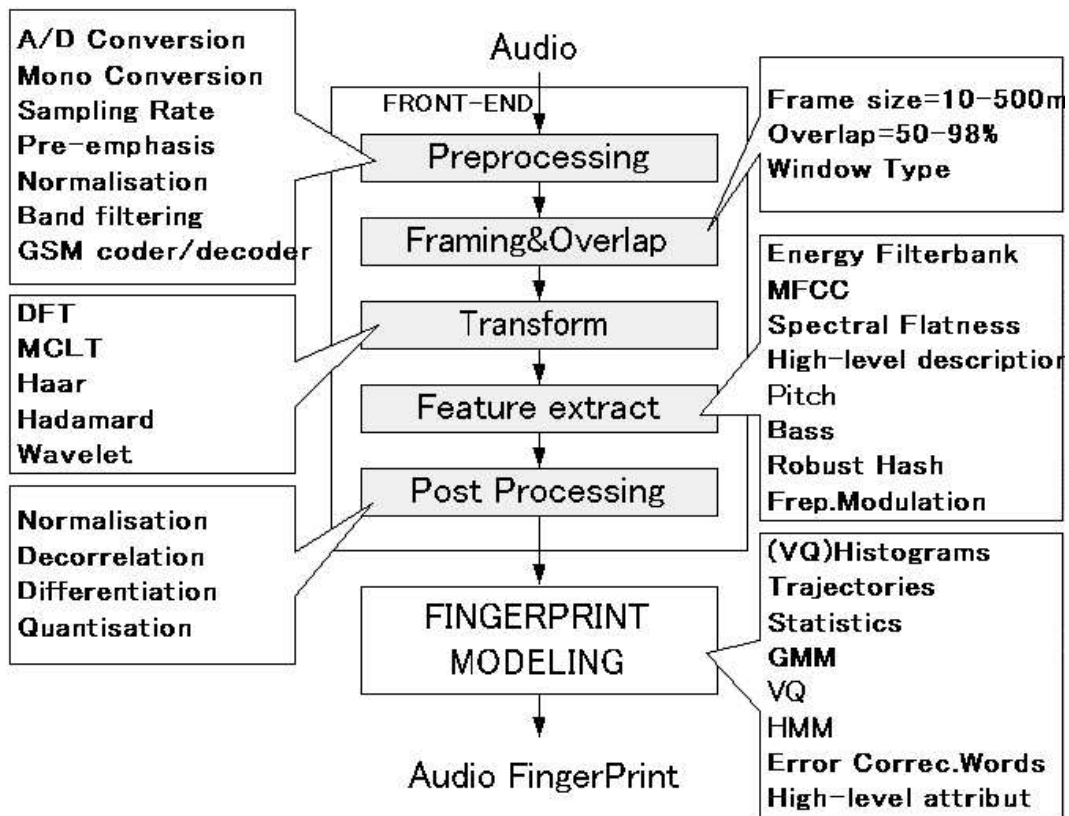 A/D Conversion
Mono Conversion
Sampling Rate
Pre-emphasis
Normalisation
Band filtering
GSM coder/decoder
DFT
MCLT
Haar
Hadamard
Wavelet
Normalisation
Decorrelation
Differentiation
Quantisation
Audio
FRONT-END
Preprocessing
Framing&Overlap
Transform
Feature extract
Post Processing
FINGERPRINT
MODELING
Audio FingerPrint
Frame size=10-500m
Overlap=50-98%
Window Type
Energy Filterbank
MFCC
Spectral Flatness
High-level description
Pitch
Bass
Robust Hash
Frep.Modulation
(VQ)Histograms
Trajectories
Statistics
GMM
VQ
HMM
Error Correc.Words
High-level attribut